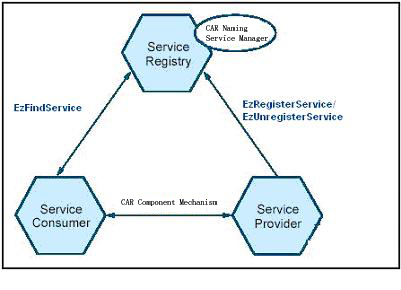 CAR Naming
Service Manager
Service
Registry
EzFindService
EzRegisterService/
EzUnregisterService
CAR Component Mechanism
Service
Consumer
Service
Provider